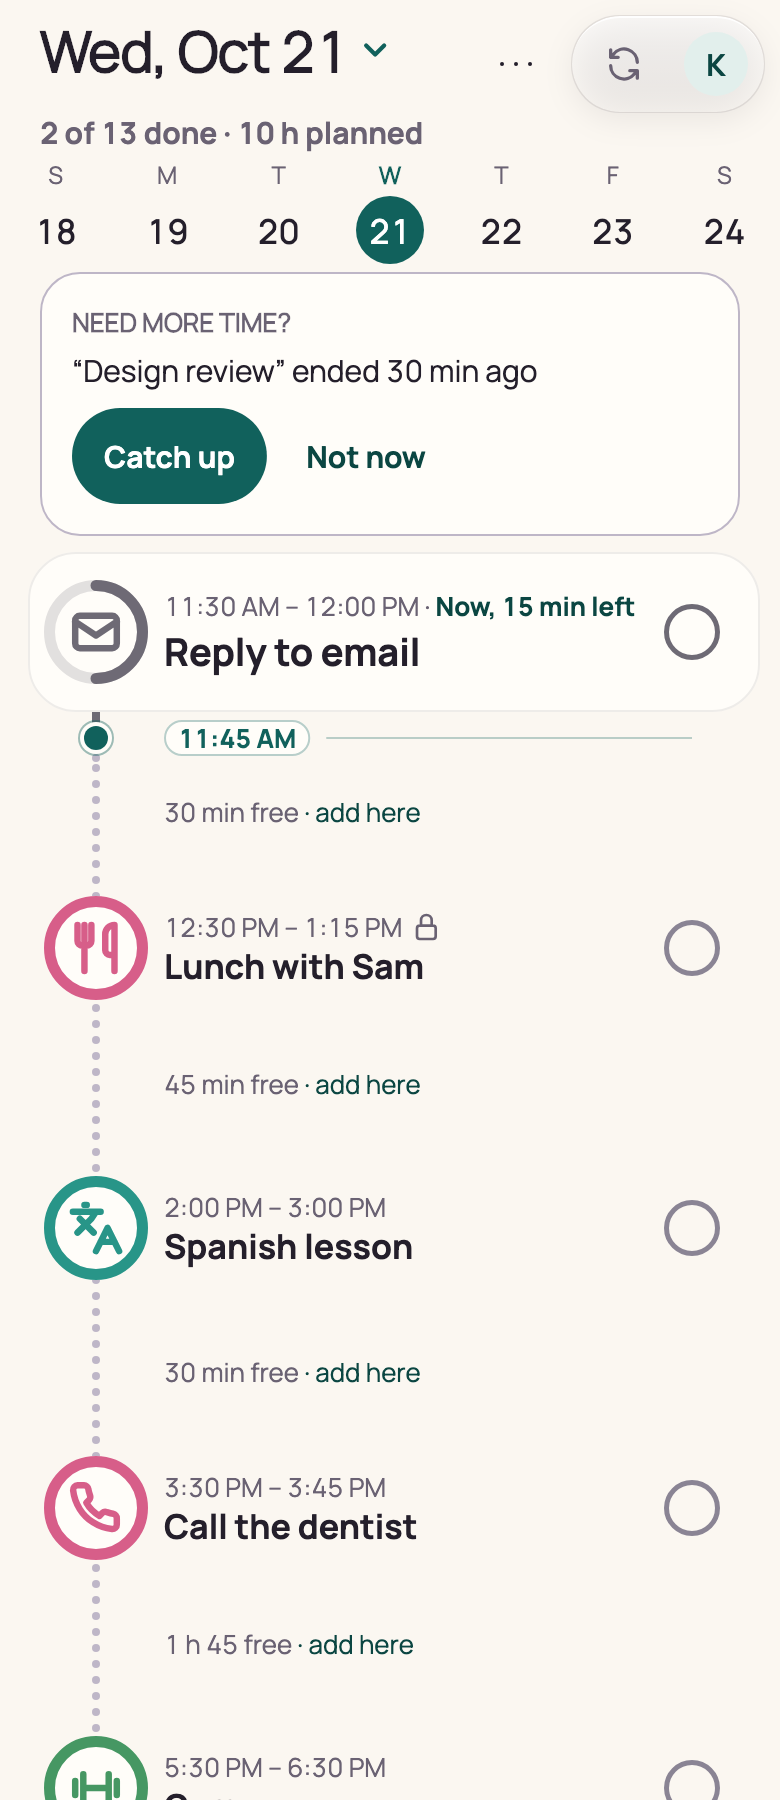 Wed, Oct 21
...
K
2 of 13 done · 10 h planned
S M T W T F S
18 19 20 21 22 23 24
NEED MORE TIME?
“Design review” ended 30 min ago
Catch up Not now
11:30 AM – 12:00 PM · Now, 15 min left
Reply to email
11:45 AM
30 min free · add here
12:30 PM – 1:15 PM
Lunch with Sam
45 min free · add here
2:00 PM – 3:00 PM
Spanish lesson
30 min free · add here
3:30 PM – 3:45 PM
Call the dentist
1 h 45 free · add here
5:30 PM – 6:30 PM